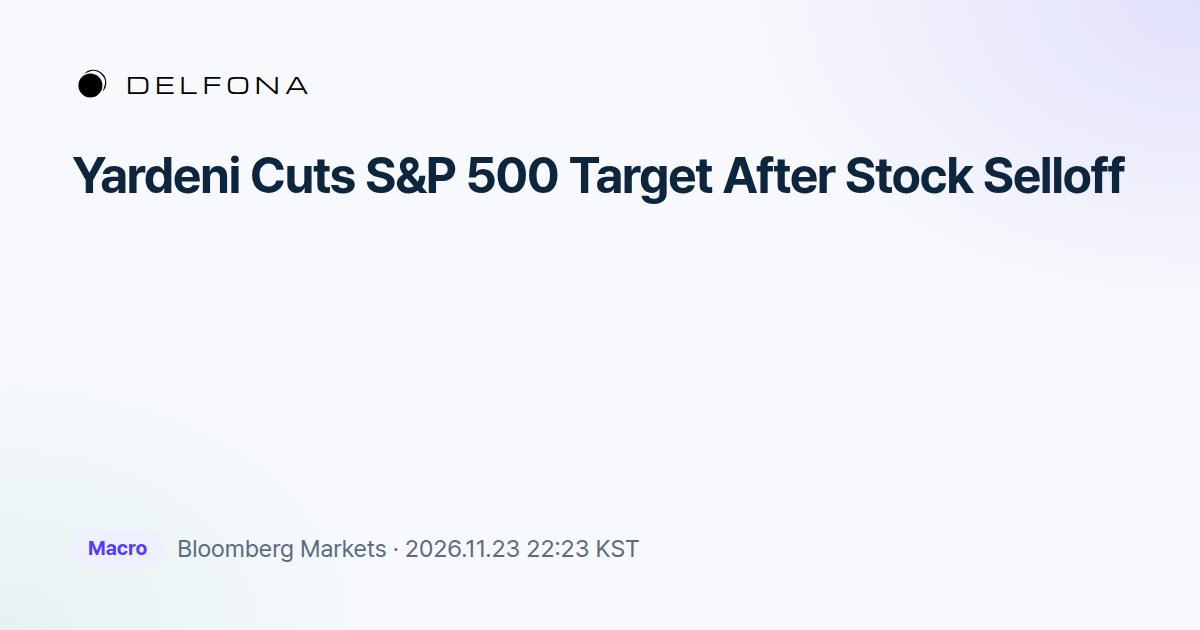 DELFONA
Yardeni Cuts S&P 500 Target After Stock Selloff
Macro Bloomberg Markets · 2026.11.23 22:23 KST